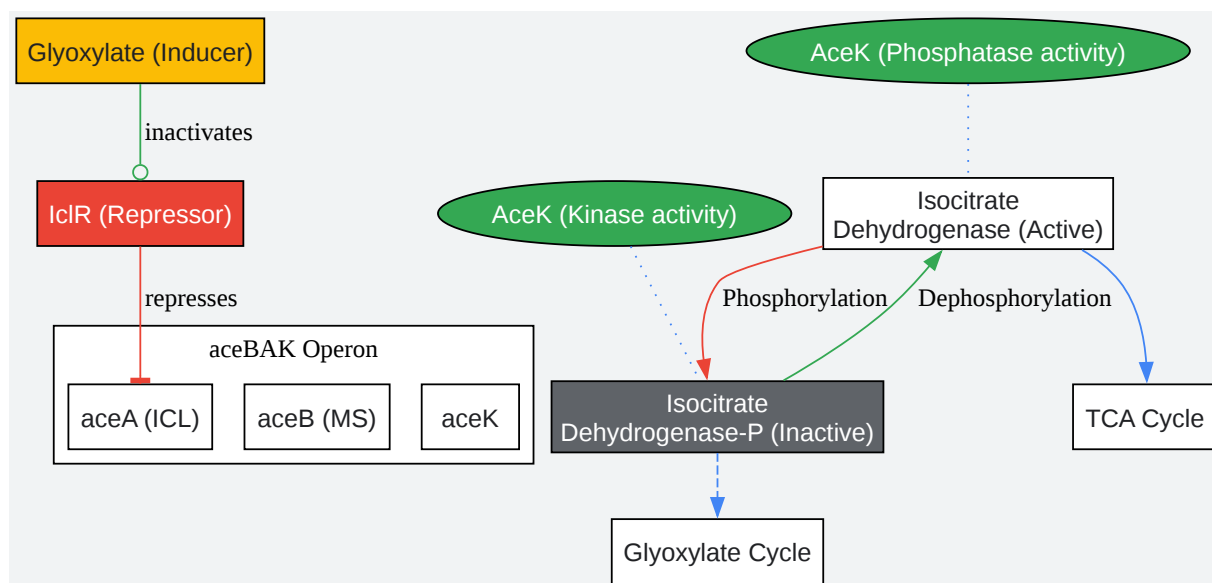 Glyoxylate (Inducer)
AceK (Phosphatase activity)
inactivates
IclR (Repressor)
AceK (Kinase activity)
Isocitrate
Dehydrogenase (Active)
represses
Phosphorylation
Dephosphorylation
aceBAK Operon
aceA (ICL)
aceB (MS)
aceK
Isocitrate
Dehydrogenase-P (Inactive)
TCA Cycle
Glyoxylate Cycle